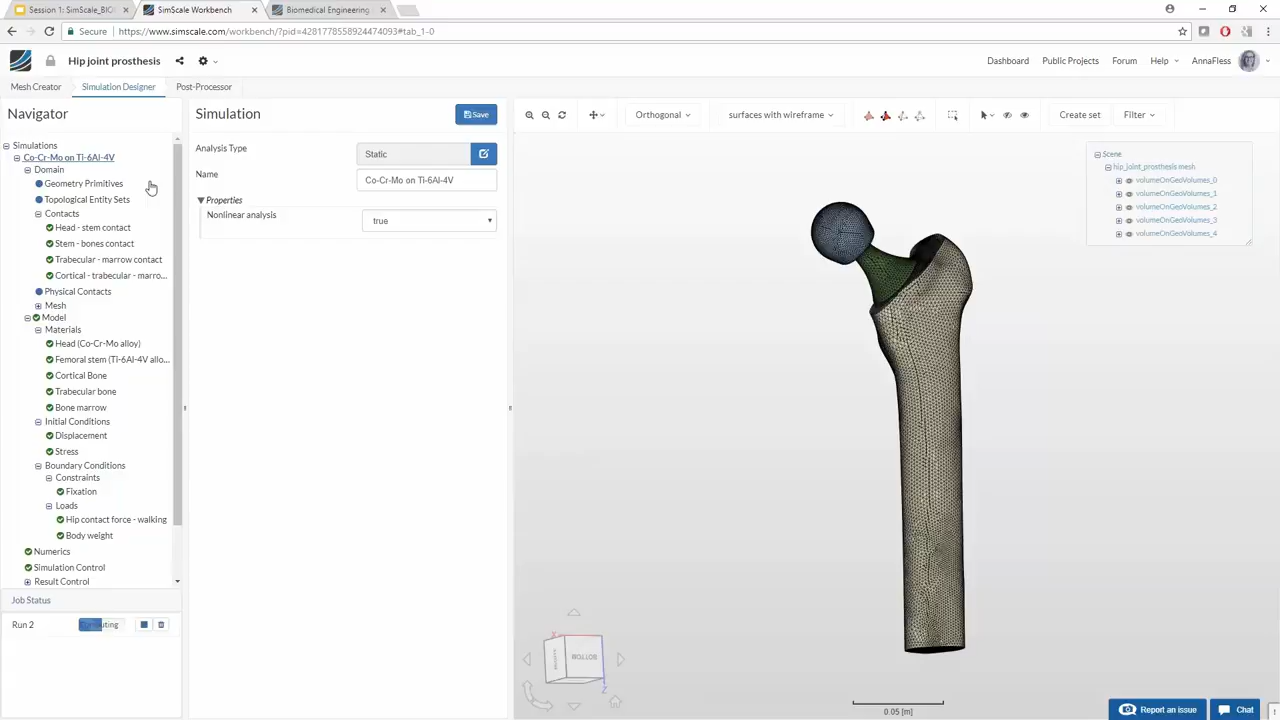 Session 1: SimScale_BIO
SimScale Workbench
Biomedical Engineering
Secure
https://www.simscale.com/workbench/?pid=4281778558924474093#tab_1-0
Hip joint prosthesis
Dashboard
Public Projects
Forum
Help
AnnaFless
Mesh Creator
Simulation Designer
Post-Processor
Navigator
Simulations
Co-Cr-Mo on Ti-6Al-4V
Domain
Geometry Primitives
Topological Entity Sets
Contacts
Head - stem contact
Stem - bones contact
Trabecular - marrow contact
Cortical - trabecular - marro...
Physical Contacts
Mesh
Model
Materials
Head (Co-Cr-Mo alloy)
Femoral stem (Ti-6Al-4V allo...
Cortical Bone
Trabecular bone
Bone marrow
Initial Conditions
Displacement
Stress
Boundary Conditions
Constraints
Fixation
Loads
Hip contact force - walking
Body weight
Numerics
Simulation Control
Result Control
Job Status
Run 2
Simulation
Save
Analysis Type
Static
Name
Co-Cr-Mo on Ti-6Al-4V
Properties
Nonlinear analysis
true
Orthogonal
surfaces with wireframe
Create set
Filter
Scene
hip_joint_prosthesis mesh
volumeOnGeoVolumes_0
volumeOnGeoVolumes_1
volumeOnGeoVolumes_2
volumeOnGeoVolumes_3
volumeOnGeoVolumes_4
BOTTOM
Z
0.05 [m]
Report an issue
Chat